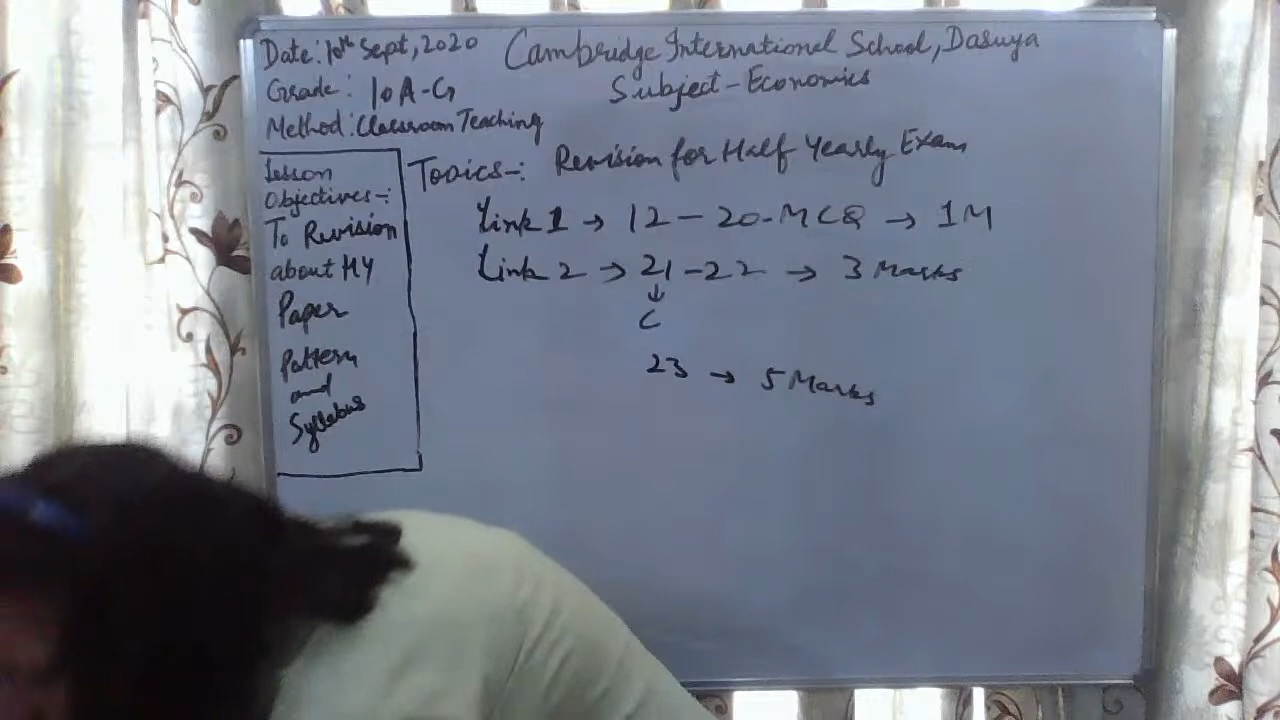 Date: 10th Sept, 2020
Grade: 10 A-G
Method: Classroom Teaching
Cambridge International School, Dasuya
Subject - Economics
Lesson
Objectives-:
To Revision
about HY
Paper
Pattern
and
Syllebus
Topics-: Revision for Half Yearly Exam
Link 1 → 12 - 20 - MCQ → 1M
Link 2 → 21 - 22 → 3 Marks
↓
C
23 → 5 Marks